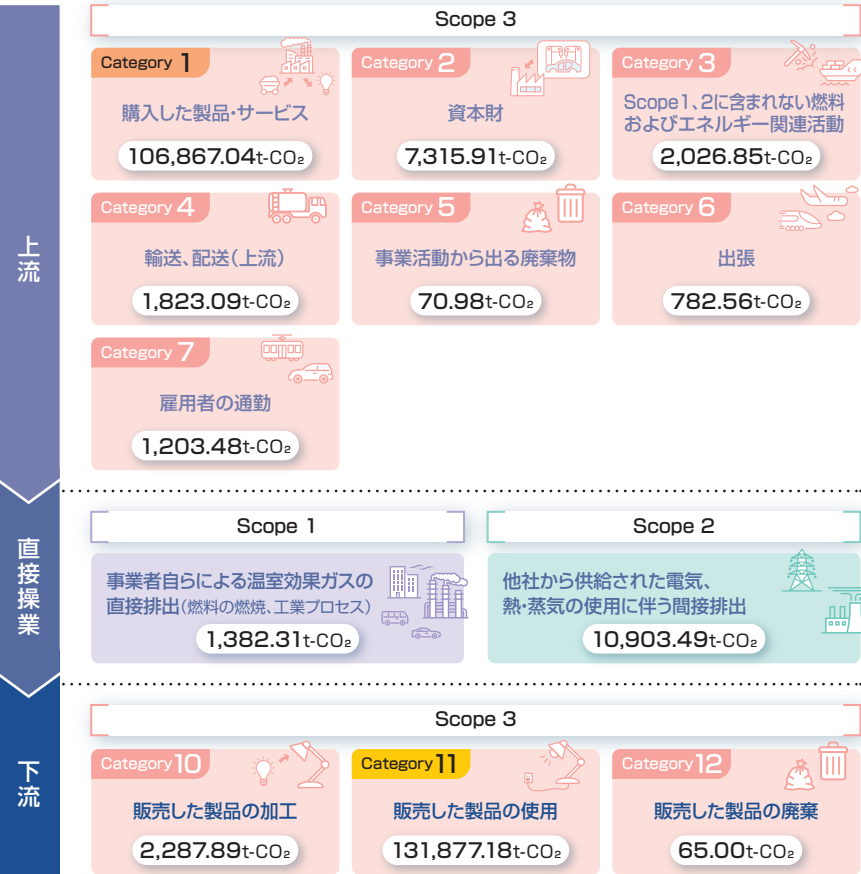 上流
Scope 3
Category 1
購入した製品・サービス
106,867.04t-CO₂
Category 2
資本財
7,315.91t-CO₂
Category 3
Scope1、2に含まれない燃料
およびエネルギー関連活動
2,026.85t-CO₂
Category 4
輸送、配送(上流)
1,823.09t-CO₂
Category 5
事業活動から出る廃棄物
70.98t-CO₂
Category 6
出張
782.56t-CO₂
Category 7
雇用者の通勤
1,203.48t-CO₂
直接操業
Scope 1
事業者自らによる温室効果ガスの
直接排出(燃料の燃焼、工業プロセス)
1,382.31t-CO₂
Scope 2
他社から供給された電気、
熱・蒸気の使用に伴う間接排出
10,903.49t-CO₂
下流
Scope 3
Category 10
販売した製品の加工
2,287.89t-CO₂
Category 11
販売した製品の使用
131,877.18t-CO₂
Category 12
販売した製品の廃棄
65.00t-CO₂